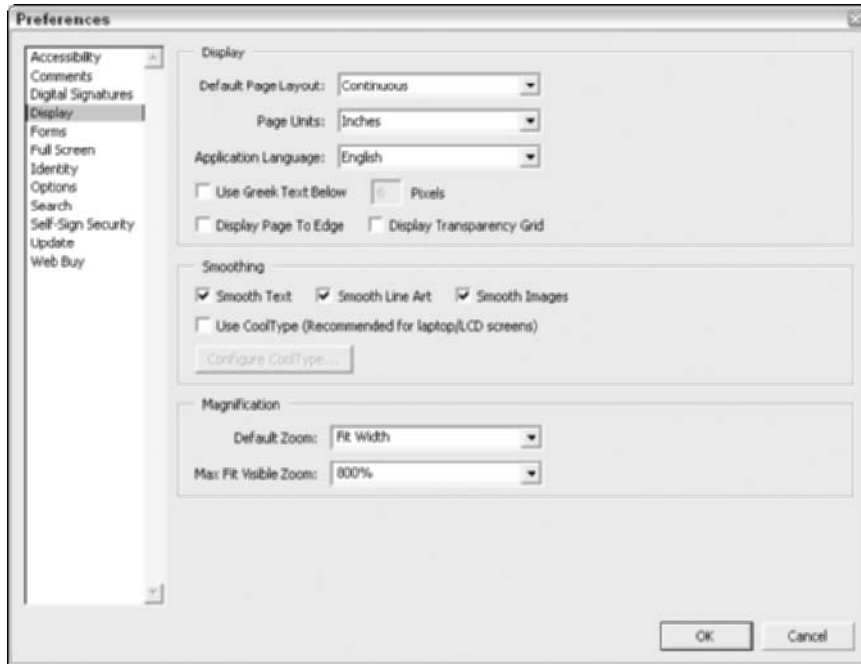 Preferences
Accessibility
Comments
Digital Signatures
Display
Forms
Full Screen
Identity
Options
Search
Self-Sign Security
Update
Web Buy
Display
Default Page Layout: Continuous
Page Units: Inches
Application Language: English
Use Greek Text Below 6 Pixels
Display Page To Edge Display Transparency Grid
Smoothing
Smooth Text Smooth Line Art Smooth Images
Use CoolType (Recommended for laptop/LCD screens)
Configure CoolType...
Magnification
Default Zoom: Fit Width
Max Fit Visible Zoom: 800%
OK Cancel